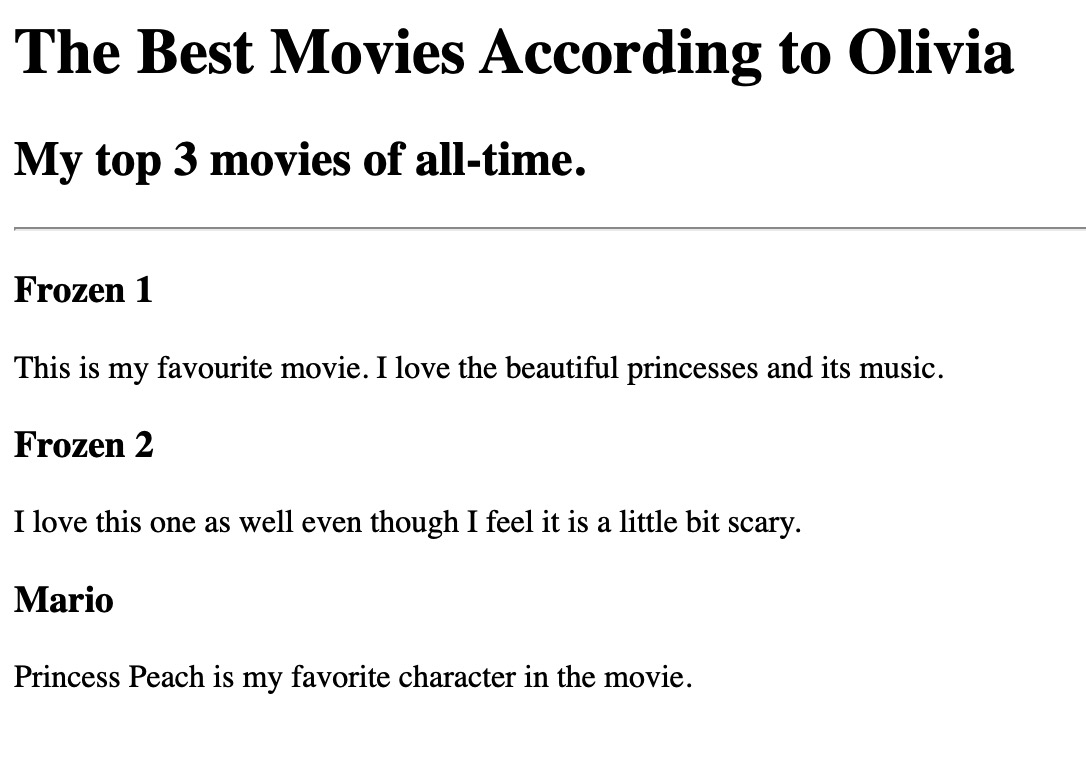 The Best Movies According to Olivia
My top 3 movies of all-time.
Frozen 1
This is my favourite movie. I love the beautiful princesses and its music.
Frozen 2
I love this one as well even though I feel it is a little bit scary.
Mario
Princess Peach is my favorite character in the movie.